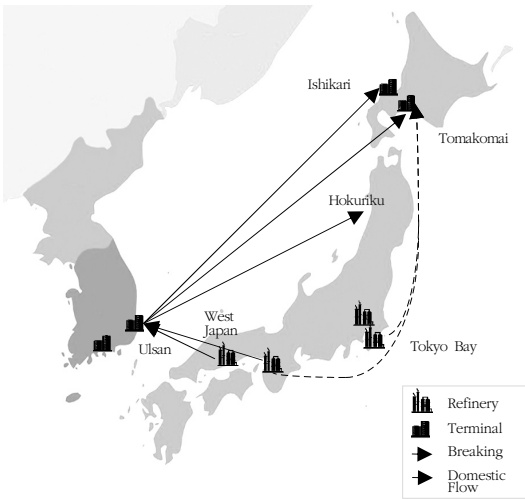 Ishikari
Tomakomai
Hokuriku
West
Japan
Ulsan
Tokyo Bay
Refinery
Terminal
Breaking
Domestic
Flow